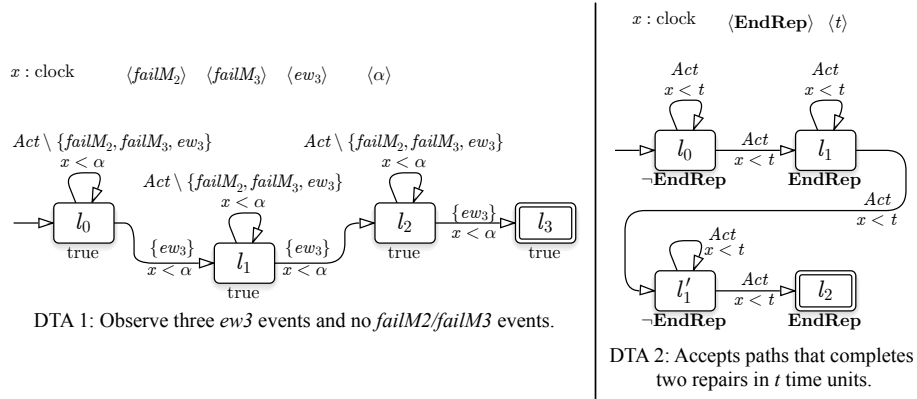 x : clock ⟨failM₂⟩ ⟨failM₃⟩ ⟨ew₃⟩ ⟨α⟩
Act \ {failM₂, failM₃, ew₃}
x < α
Act \ {failM₂, failM₃, ew₃}
x < α
Act \ {failM₂, failM₃, ew₃}
x < α
l₀
true
{ew₃}
x < α
l₁
true
{ew₃}
x < α
l₂
true
{ew₃}
x < α
l₃
true
DTA 1: Observe three ew3 events and no failM2/failM3 events.
x : clock ⟨EndRep⟩ ⟨t⟩
Act
x < t
Act
x < t
l₀
¬EndRep
Act
x < t
l₁
EndRep
Act
x < t
Act
x < t
l₁′
¬EndRep
Act
x < t
l₂
EndRep
DTA 2: Accepts paths that completes
two repairs in t time units.